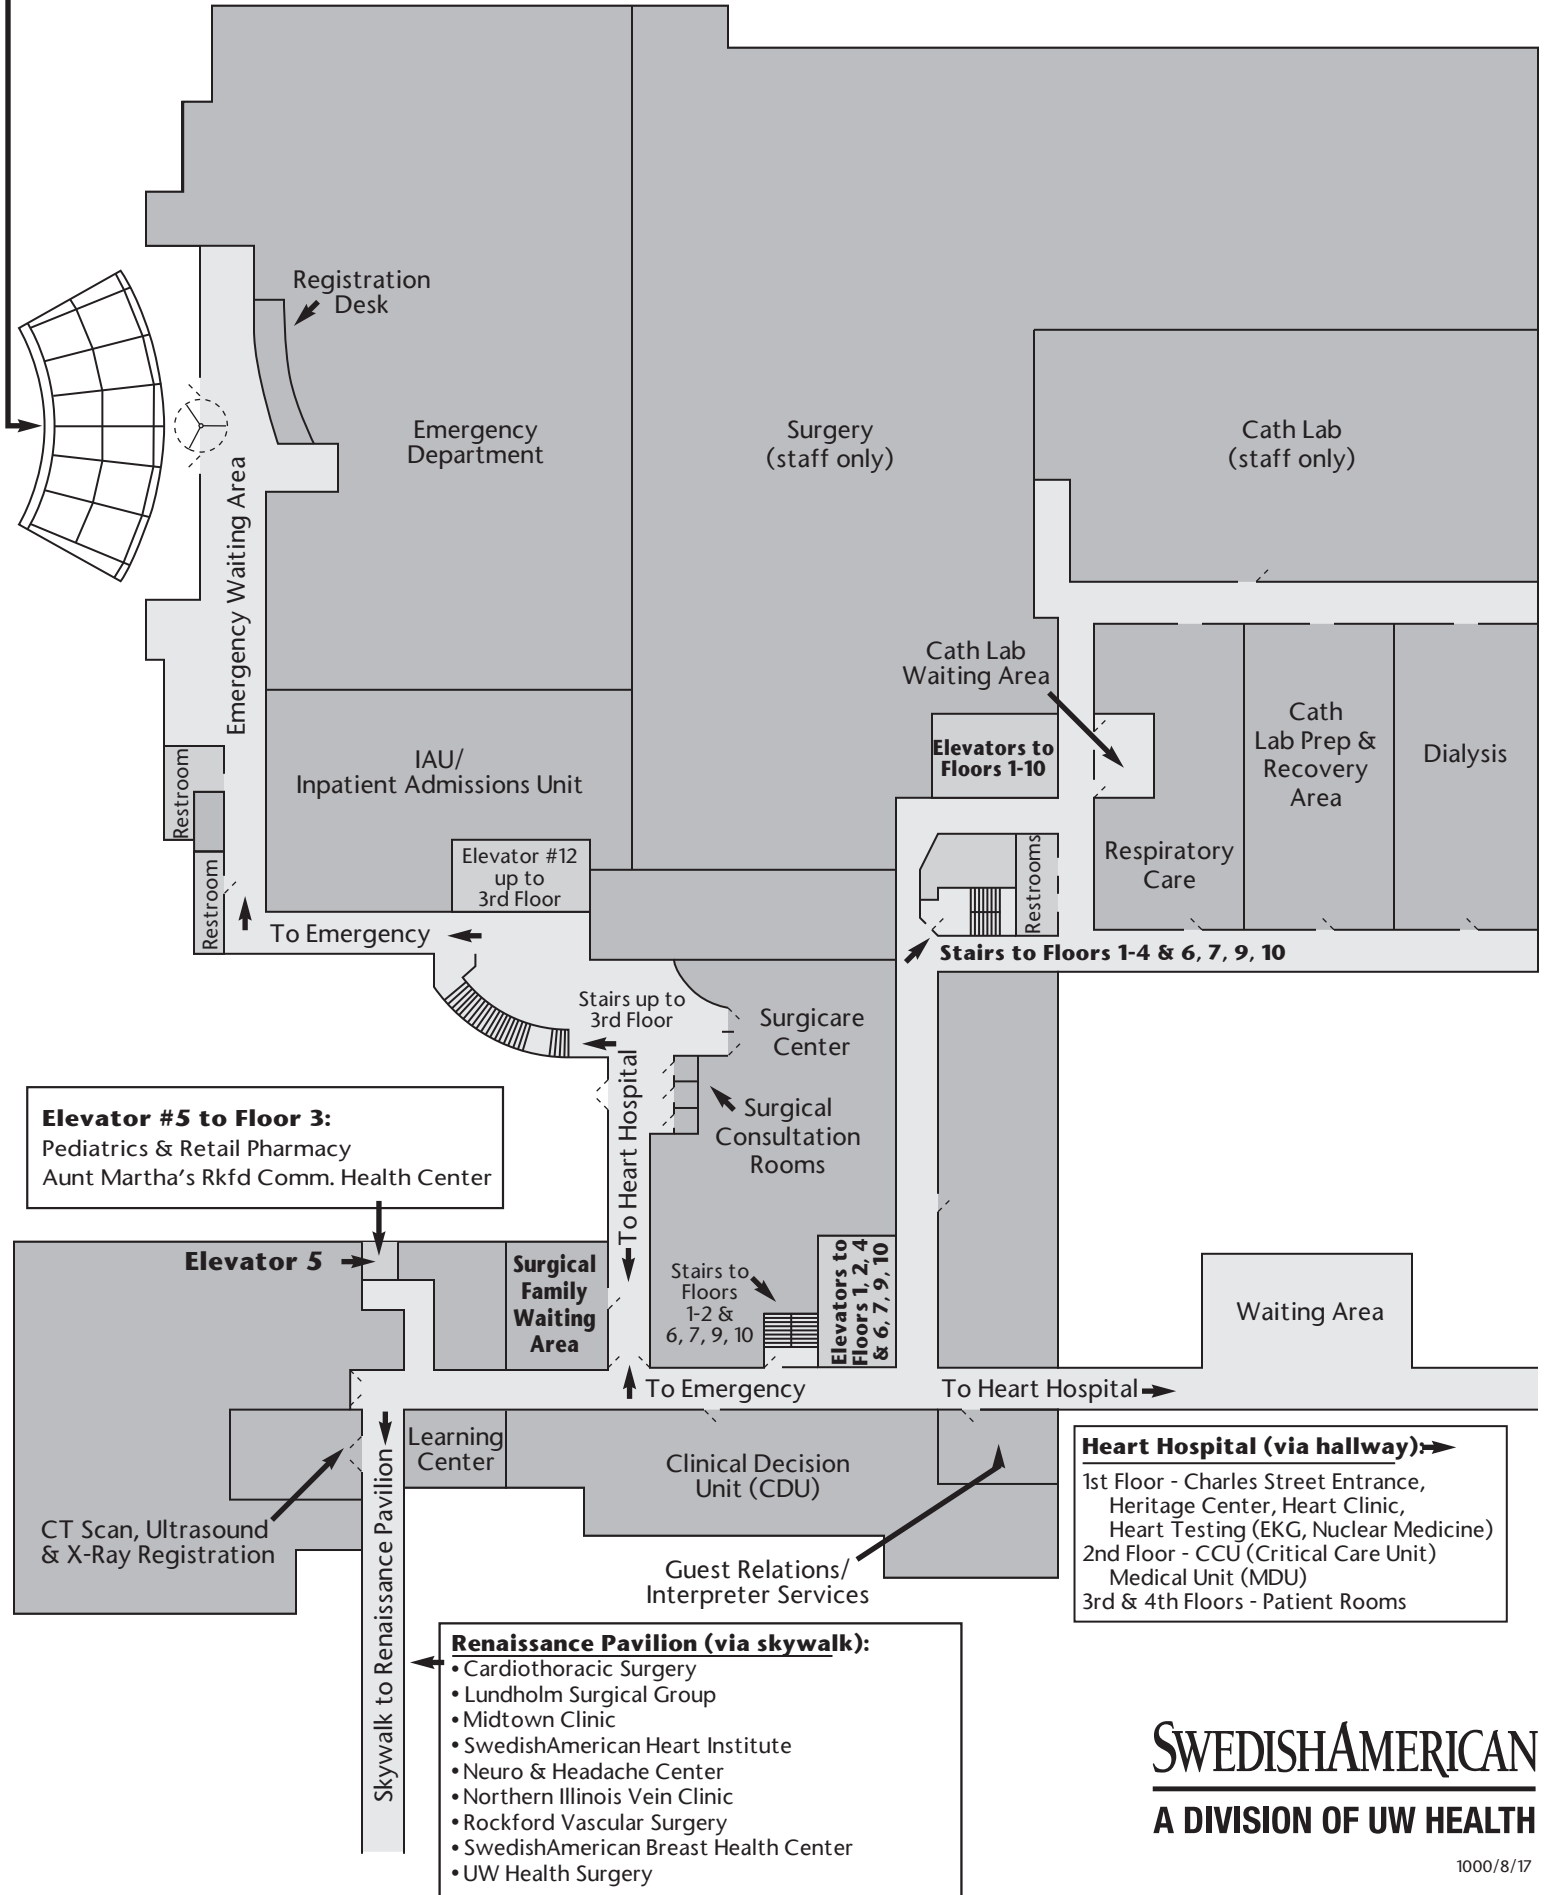 Registration
Desk
Emergency
Department
Surgery
(staff only)
Cath Lab
(staff only)
Emergency Waiting Area
Cath Lab
Waiting Area
Elevators to
Floors 1-10
Cath
Lab Prep &
Recovery
Area
Dialysis
IAU/
Inpatient Admissions Unit
Restroom
Restroom
Elevator #12
up to
3rd Floor
Restrooms
Respiratory
Care
To Emergency
Stairs to Floors 1-4 & 6, 7, 9, 10
Stairs up to
3rd Floor
Surgicare
Center
To Heart Hospital
Surgical
Consultation
Rooms
Elevator #5 to Floor 3:
Pediatrics & Retail Pharmacy
Aunt Martha's Rkfd Comm. Health Center
Elevator 5
Surgical
Family
Waiting
Area
Stairs to
Floors
1-2 &
6, 7, 9, 10
Elevators to
Floors 1, 2, 4
& 6, 7, 9, 10
Waiting Area
To Emergency
To Heart Hospital
Learning
Center
Clinical Decision
Unit (CDU)
CT Scan, Ultrasound
& X-Ray Registration
Guest Relations/
Interpreter Services
Heart Hospital (via hallway):
1st Floor - Charles Street Entrance,
Heritage Center, Heart Clinic,
Heart Testing (EKG, Nuclear Medicine)
2nd Floor - CCU (Critical Care Unit)
Medical Unit (MDU)
3rd & 4th Floors - Patient Rooms
Skywalk to Renaissance Pavilion
Renaissance Pavilion (via skywalk):
• Cardiothoracic Surgery
• Lundholm Surgical Group
• Midtown Clinic
• SwedishAmerican Heart Institute
• Neuro & Headache Center
• Northern Illinois Vein Clinic
• Rockford Vascular Surgery
• SwedishAmerican Breast Health Center
• UW Health Surgery
SWEDISHAMERICAN
A DIVISION OF UW HEALTH
1000/8/17